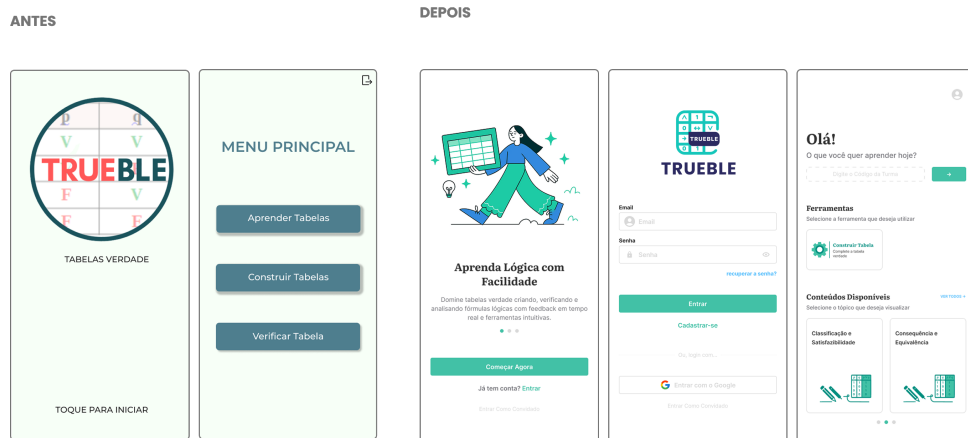 ANTES
DEPOIS
p
q
V
V
TRUEBLE
F
V
F
F
TABELAS VERDADE
TOQUE PARA INICIAR
MENU PRINCIPAL
Aprender Tabelas
Construir Tabelas
Verificar Tabela
Aprenda Lógica com
Facilidade
Domine tabelas verdade criando, verificando e
analisando fórmulas lógicas com feedback em tempo
real e ferramentas intuitivas.
Começar Agora
Já tem conta? Entrar
Entrar Como Convidado
TRUEBLE
TRUEBLE
Email
Email
Senha
Senha
recuperar a senha?
Entrar
Cadastrar-se
Ou, login com...
Entrar com o Google
Entrar Como Convidado
Olá!
O que você quer aprender hoje?
Digite o Código da Turma
Ferramentas
Selecione a ferramenta que deseja utilizar
Construir Tabela
Complete a tabela
verdade
Conteúdos Disponíveis
VER TODOS
Selecione o tópico que deseja visualizar
Classificação e
Satisfazibilidade
Consequência e
Equivalência